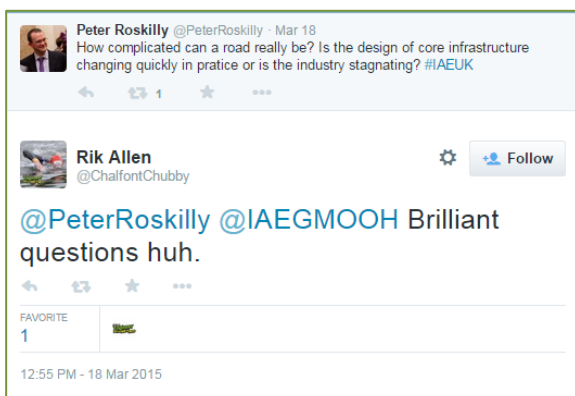 Peter Roskilly @PeterRoskilly · Mar 18
How complicated can a road really be? Is the design of core infrastructure
changing quickly in pratice or is the industry stagnating? #IAEUK
1
Rik Allen
@ChalfontChubby
Follow
@PeterRoskilly @IAEGMOOH Brilliant
questions huh.
FAVORITE
1
12:55 PM - 18 Mar 2015